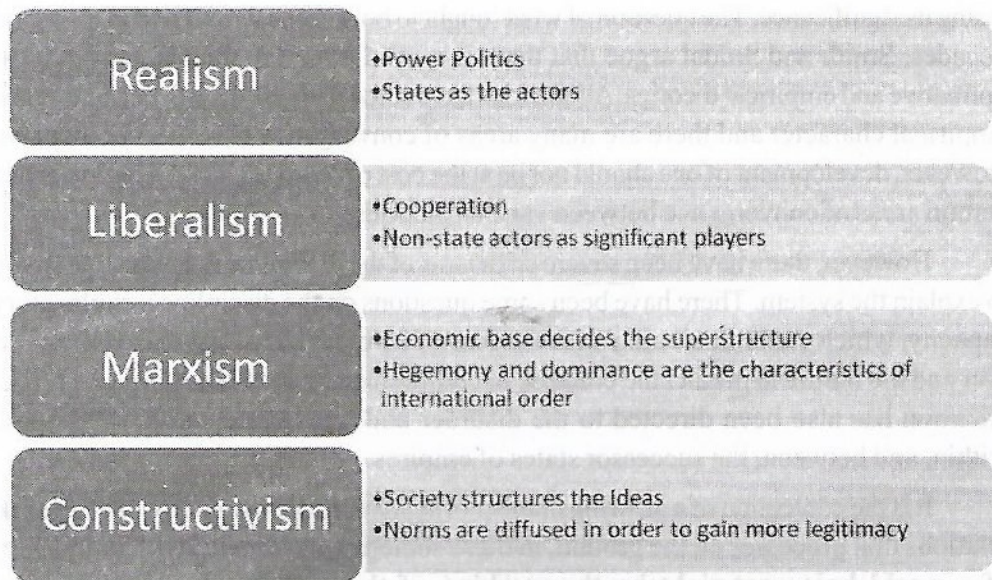 Realism
•Power Politics
•States as the actors
Liberalism
•Cooperation
•Non-state actors as significant players
Marxism
•Economic base decides the superstructure
•Hegemony and dominance are the characteristics of
international order
Constructivism
•Society structures the Ideas
•Norms are diffused in order to gain more legitimacy